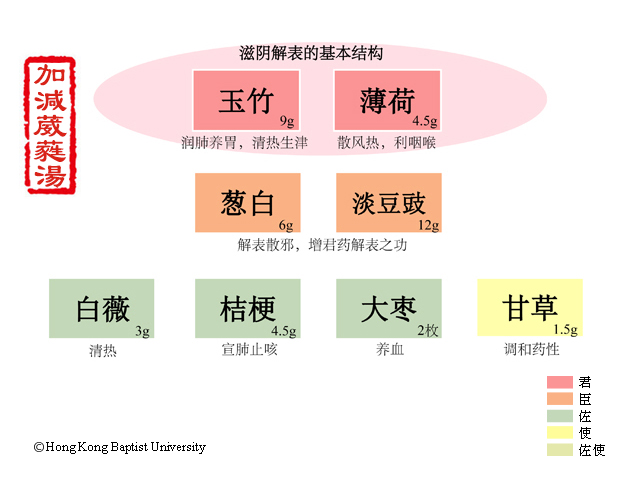 滋阴解表的基本结构
加減葳蕤湯
玉竹 9g
薄荷 4.5g
润肺养胃，清热生津
散风热，利咽喉
葱白 6g
淡豆豉 12g
解表散邪，增君药解表之功
白薇 3g
桔梗 4.5g
大枣 2枚
甘草 1.5g
清热
宣肺止咳
养血
调和药性
君
臣
佐
使
佐使
©Hong Kong Baptist University